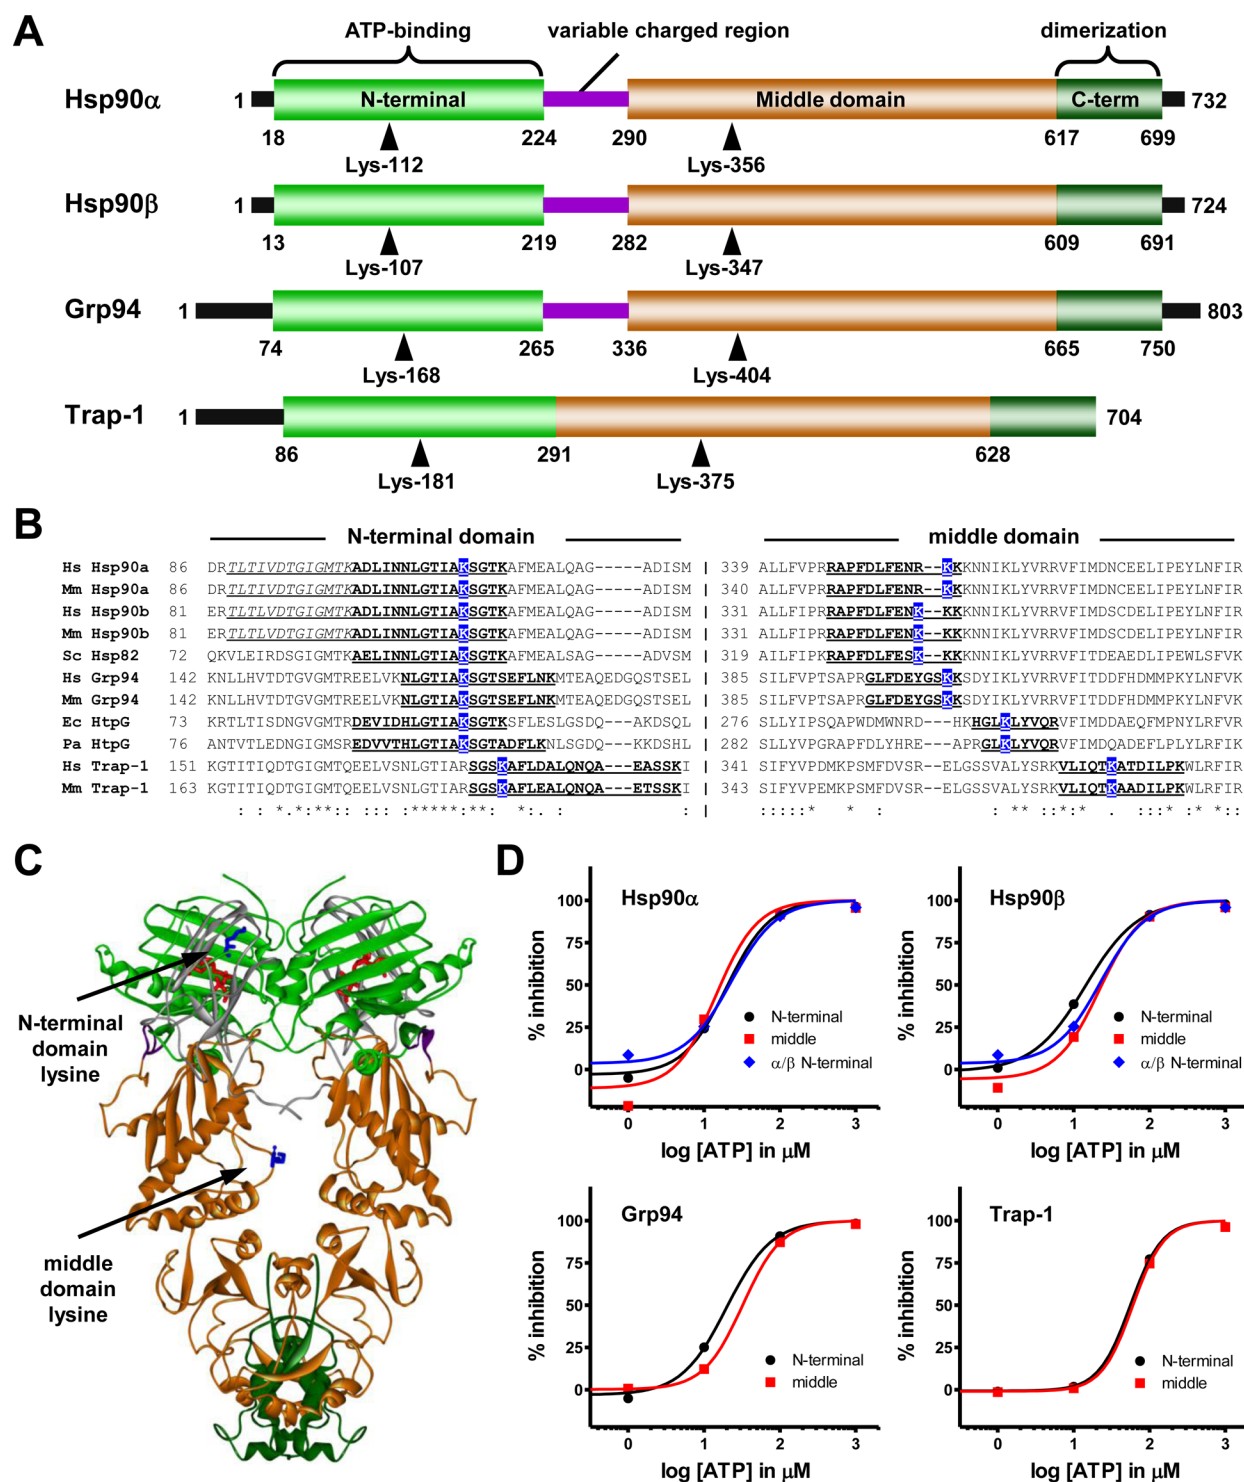 A
ATP-binding
variable charged region
dimerization
Hsp90α 1 N-terminal Middle domain C-term 732
18 224 290 617 699
Lys-112 Lys-356
Hsp90β 1 724
13 219 282 609 691
Lys-107 Lys-347
Grp94 1 803
74 265 336 665 750
Lys-168 Lys-404
Trap-1 1 704
86 291 628
Lys-181 Lys-375
B
N-terminal domain middle domain
Hs Hsp90a 86 DRTLTIVDTGIGMTKADLINNLGTIAKSGTKAFMEALQAG-----ADISM | 339 ALLFVPRRAPFDLFENR--KKKNNIKLYVRRVFIMDNCEELIPEYLNFIR
Mm Hsp90a 86 DRTLTIVDTGIGMTKADLINNLGTIAKSGTKAFMEALQAG-----ADISM | 340 ALLFVPRRAPFDLFENR--KKKNNIKLYVRRVFIMDNCEELIPEYLNFIR
Hs Hsp90b 81 ERTLTLVDTGIGMTKADLINNLGTIAKSGTKAFMEALQAG-----ADISM | 331 ALLFIPRRAPFDLFENK--KKKNNIKLYVRRVFIMDSCDELIPEYLNFIR
Mm Hsp90b 81 ERTLTLVDTGIGMTKADLINNLGTIAKSGTKAFMEALQAG-----ADISM | 331 ALLFIPRRAPFDLFENK--KKKNNIKLYVRRVFIMDSCDELIPEYLNFIR
Sc Hsp82 72 QKVLEIRDSGIGMTKAELINNLGTIAKSGTKAFMEALSAG-----ADVSM | 319 AILFIPRRAPFDLFESK--KKKNNIKLYVRRVFITDEAEDLIPEWLSFVK
Hs Grp94 142 KNLLHVTDTGVGMTREELVKNLGTIAKSGTSEFLNKMTEAQEDGQSTSEL | 385 SILFVPTSAPRGLFDEYGSKKSDYIKLYVRRVFITDDFHDMMPKYLNFVK
Mm Grp94 142 KNLLHVTDTGVGMTREELVKNLGTIAKSGTSEFLNKMTEAQEDGQSTSEL | 385 SILFVPTSAPRGLFDEYGSKKSDYIKLYVRRVFITDDFHDMMPKYLNFVK
Ec HtpG 73 KRTLTISDNGVGMTRDEVIDHLGTIAKSGTKSFLESLGSDQ---AKDSQL | 276 SLLYIPSQAPWDMWNRD--HKHGLKLYVQRVFIMDDAEQFMPNYLRFVR
Pa HtpG 76 ANTVTLEDNGIGMSREDVVTHLGTIAKSGTADFLKNLSGDQ---KKDSHL | 282 SLLYVPARAPFDLYHRE---APRGLKLYVQRVFIMDQADEFLPLYLRFIK
Hs Trap-1 151 KGTITIQDTGIGMTQEELVSNLGTIARSGSKAFLDALQNQA---EASSKI | 341 SIFYVPDMKPSMFDVSR--ELGSSVALYSRKVLIQTKATDILPKWLRFIR
Mm Trap-1 163 KGTITIQDTGIGMTQEELVSNLGTIARSGSKAFLEALQNQA---ETSSKI | 343 SIFYVPEMKPSMFDVSR--ELGSSVALYSRKVLIQTKAADILPKWLRFIR
C
N-terminal
domain
lysine
middle
domain
lysine
D
Hsp90α
% inhibition
100
75
50
25
0
N-terminal
middle
α/β N-terminal
0 1 2 3
log [ATP] in μM
Hsp90β
% inhibition
100
75
50
25
0
N-terminal
middle
α/β N-terminal
0 1 2 3
log [ATP] in μM
Grp94
% inhibition
100
75
50
25
0
N-terminal
middle
0 1 2 3
log [ATP] in μM
Trap-1
% inhibition
100
75
50
25
0
N-terminal
middle
0 1 2 3
log [ATP] in μM